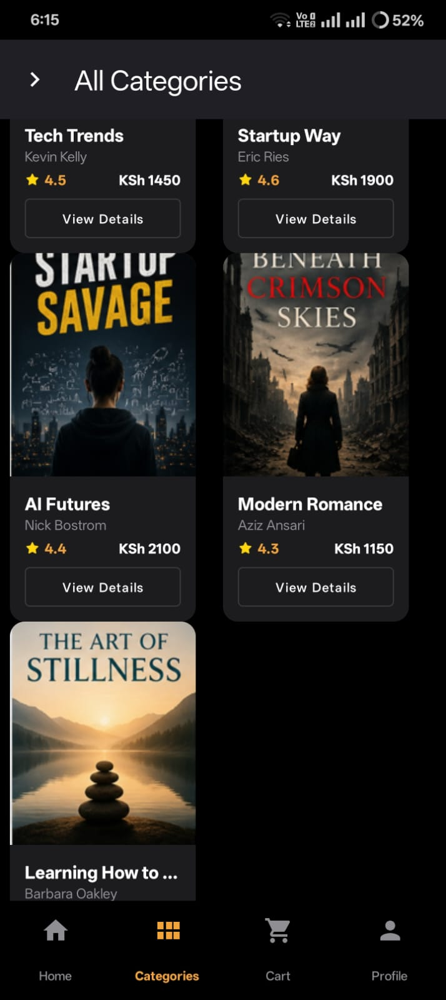 6:15
Vo LTE2 52%
All Categories
Tech Trends
Kevin Kelly
4.5 KSh 1450
View Details
Startup Way
Eric Ries
4.6 KSh 1900
View Details
STARTUP
SAVAGE
AI Futures
Nick Bostrom
4.4 KSh 2100
View Details
BENEATH
CRIMSON
SKIES
Modern Romance
Aziz Ansari
4.3 KSh 1150
View Details
THE ART OF
STILLNESS
Learning How to ...
Barbara Oakley
Home
Categories
Cart
Profile